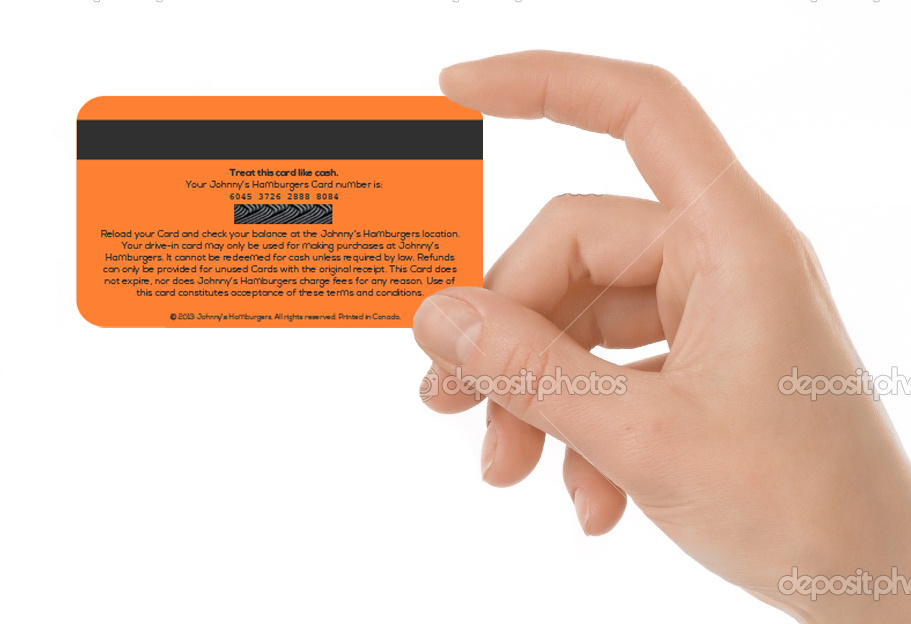 Treat this card like cash.
Your Johnny's Hamburgers Card number is:
6045 3726 2888 8084
Reload your Card and check your balance at the Johnny's Hamburgers location.
Your drive-in card may only be used for making purchases at Johnny's
Hamburgers. It cannot be redeemed for cash unless required by law. Refunds
can only be provided for unused Cards with the original receipt. This Card does
not expire, nor does Johnny's Hamburgers charge fees for any reason. Use of
this card constitutes acceptance of these terms and conditions.
© 2013 Johnny's Hamburgers. All rights reserved. Printed in Canada.
depositphotos
depositph
depositph